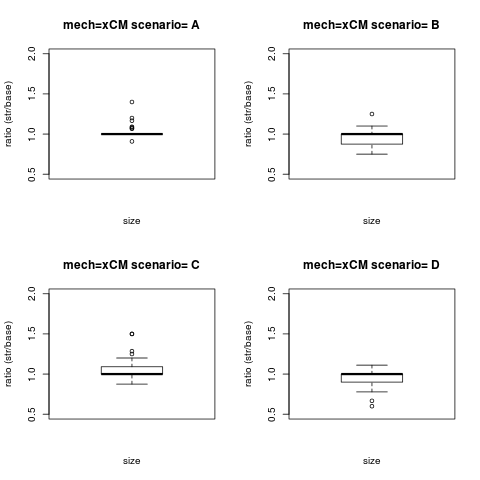 mech=xCM scenario= A
ratio (str/base)
2.0
1.5
1.0
0.5
size
mech=xCM scenario= B
ratio (str/base)
2.0
1.5
1.0
0.5
size
mech=xCM scenario= C
ratio (str/base)
2.0
1.5
1.0
0.5
size
mech=xCM scenario= D
ratio (str/base)
2.0
1.5
1.0
0.5
size